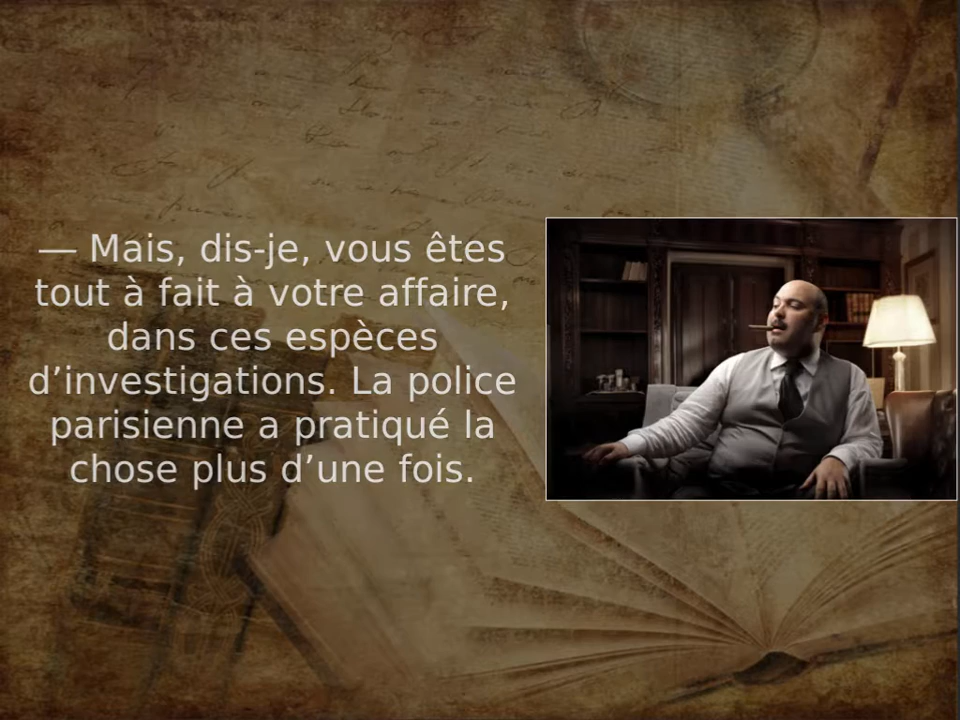 — Mais, dis-je, vous êtes
tout à fait à votre affaire,
dans ces espèces
d’investigations. La police
parisienne a pratiqué la
chose plus d’une fois.